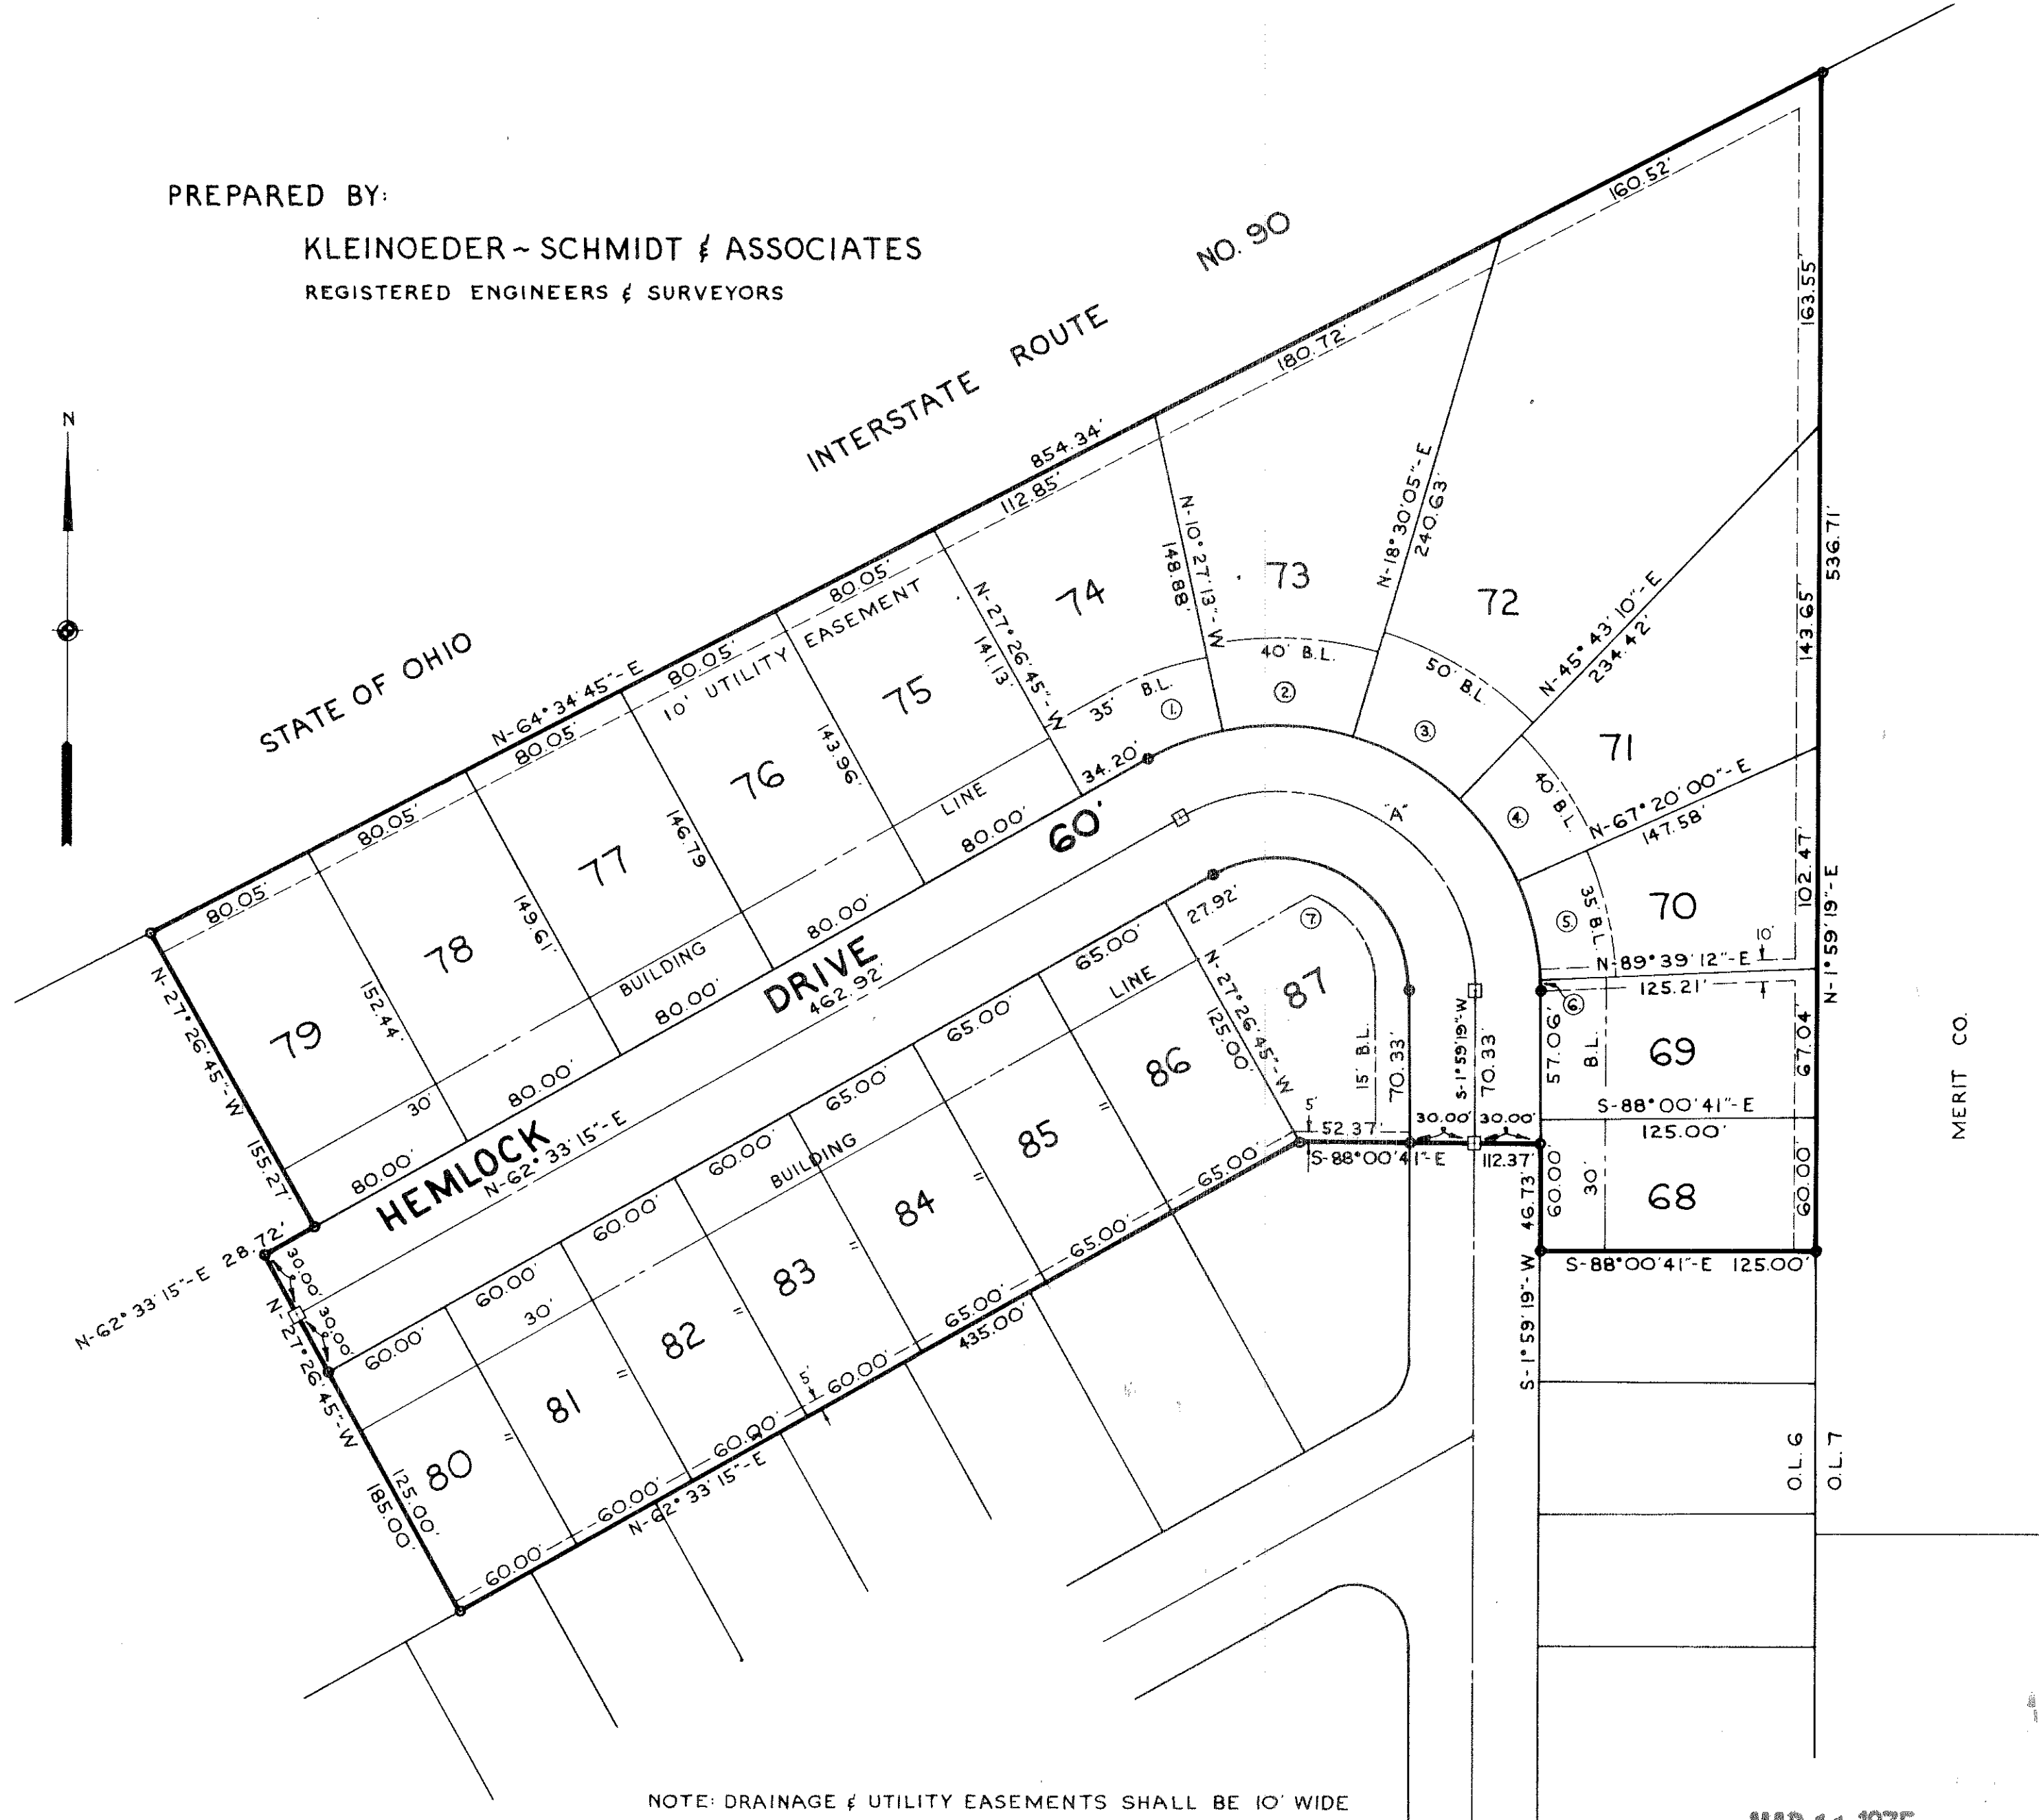 PREPARED BY:
KLEINOEDER ~ SCHMIDT & ASSOCIATES
REGISTERED ENGINEERS & SURVEYORS
N
STATE OF OHIO
INTERSTATE ROUTE NO. 90
N-64°34'45"-E
854.34'
80.05'
80.05'
80.05'
80.05'
80.05'
112.85'
180.72'
160.52'
10' UTILITY EASEMENT
163.55'
143.65'
102.47'
67.04'
60.00'
536.71'
N-1°59'19"-E
MERIT CO.
79
78
77
76
75
74
73
72
71
70
69
68
N-27°26'45"-W
155.27'
152.44'
149.61'
146.79
143.96'
N-27°26'45"-W
141.13'
N-10°27'13"-W
148.88'
N-18°30'05"-E
240.63'
N-45°43'10"-E
234.42'
N-67°20'00"-E
147.58'
N-89°39'12"-E
125.21'
10'
S-88°00'41"-E
125.00'
S-88°00'41"-E 125.00'
35' B.L.
40' B.L.
50' B.L.
40' B.L.
35' B.L.
B.L.
30'
①.
②.
③.
④.
⑤.
⑥.
⑦.
30' BUILDING LINE
80.00'
80.00'
80.00'
80.00'
80.00'
34.20'
60'
"A"
HEMLOCK DRIVE
N-62°33'15"-E
462.92'
N-62°33'15"-E 28.72'
30.00'
30.00'
N-27°26'45"-W
185.00'
125.00'
60.00'
60.00'
60.00'
60.00'
65.00'
65.00'
65.00'
27.92'
30' BUILDING LINE
80
81
82
83
84
85
86
87
=
=
=
=
=
=
N-27°26'45"-W
125.00'
15' B.L.
70.33'
S-1°59'19"-W
70.33'
57.06'
5'
52.37'
30.00'
30.00'
S-88°00'41"-E
112.37'
46.73'
60.00
S-1°59'19"-W
60.00'
60.00'
60.00'
60.00'
65.00'
65.00'
65.00'
5'
N-62°33'15"-E
435.00'
O.L. 6
O.L. 7
NOTE: DRAINAGE & UTILITY EASEMENTS SHALL BE 10' WIDE
1975